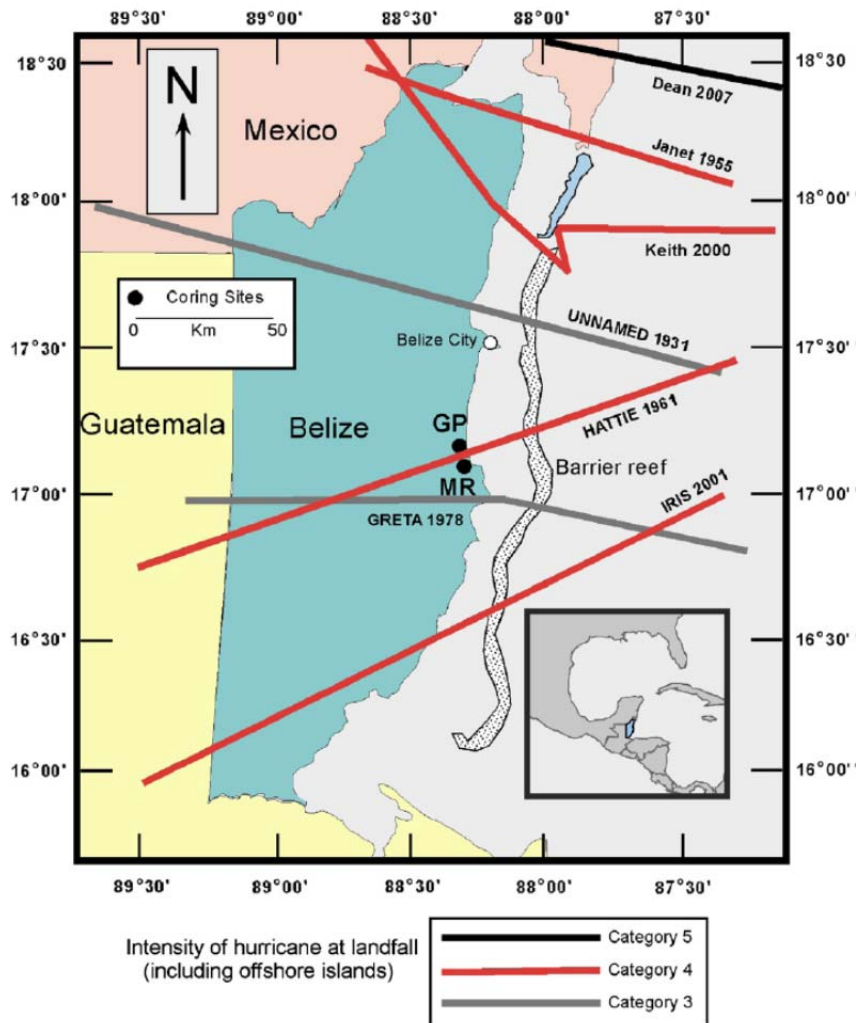 89°30'
89°00'
88°30'
88°00'
87°30'
18°30'
18°30'
N
Dean 2007
Mexico
Janet 1955
18°00'
18°00'
Keith 2000
Coring Sites
0 Km 50
UNNAMED 1931
17°30'
Belize City
17°30'
Guatemala
Belize
GP
HATTIE 1961
MR
Barrier reef
17°00'
GRETA 1978
IRIS 2001
17°00'
16°30'
16°30'
16°00'
16°00'
89°30'
89°00'
88°30'
88°00'
87°30'
Intensity of hurricane at landfall
(including offshore islands)
Category 5
Category 4
Category 3